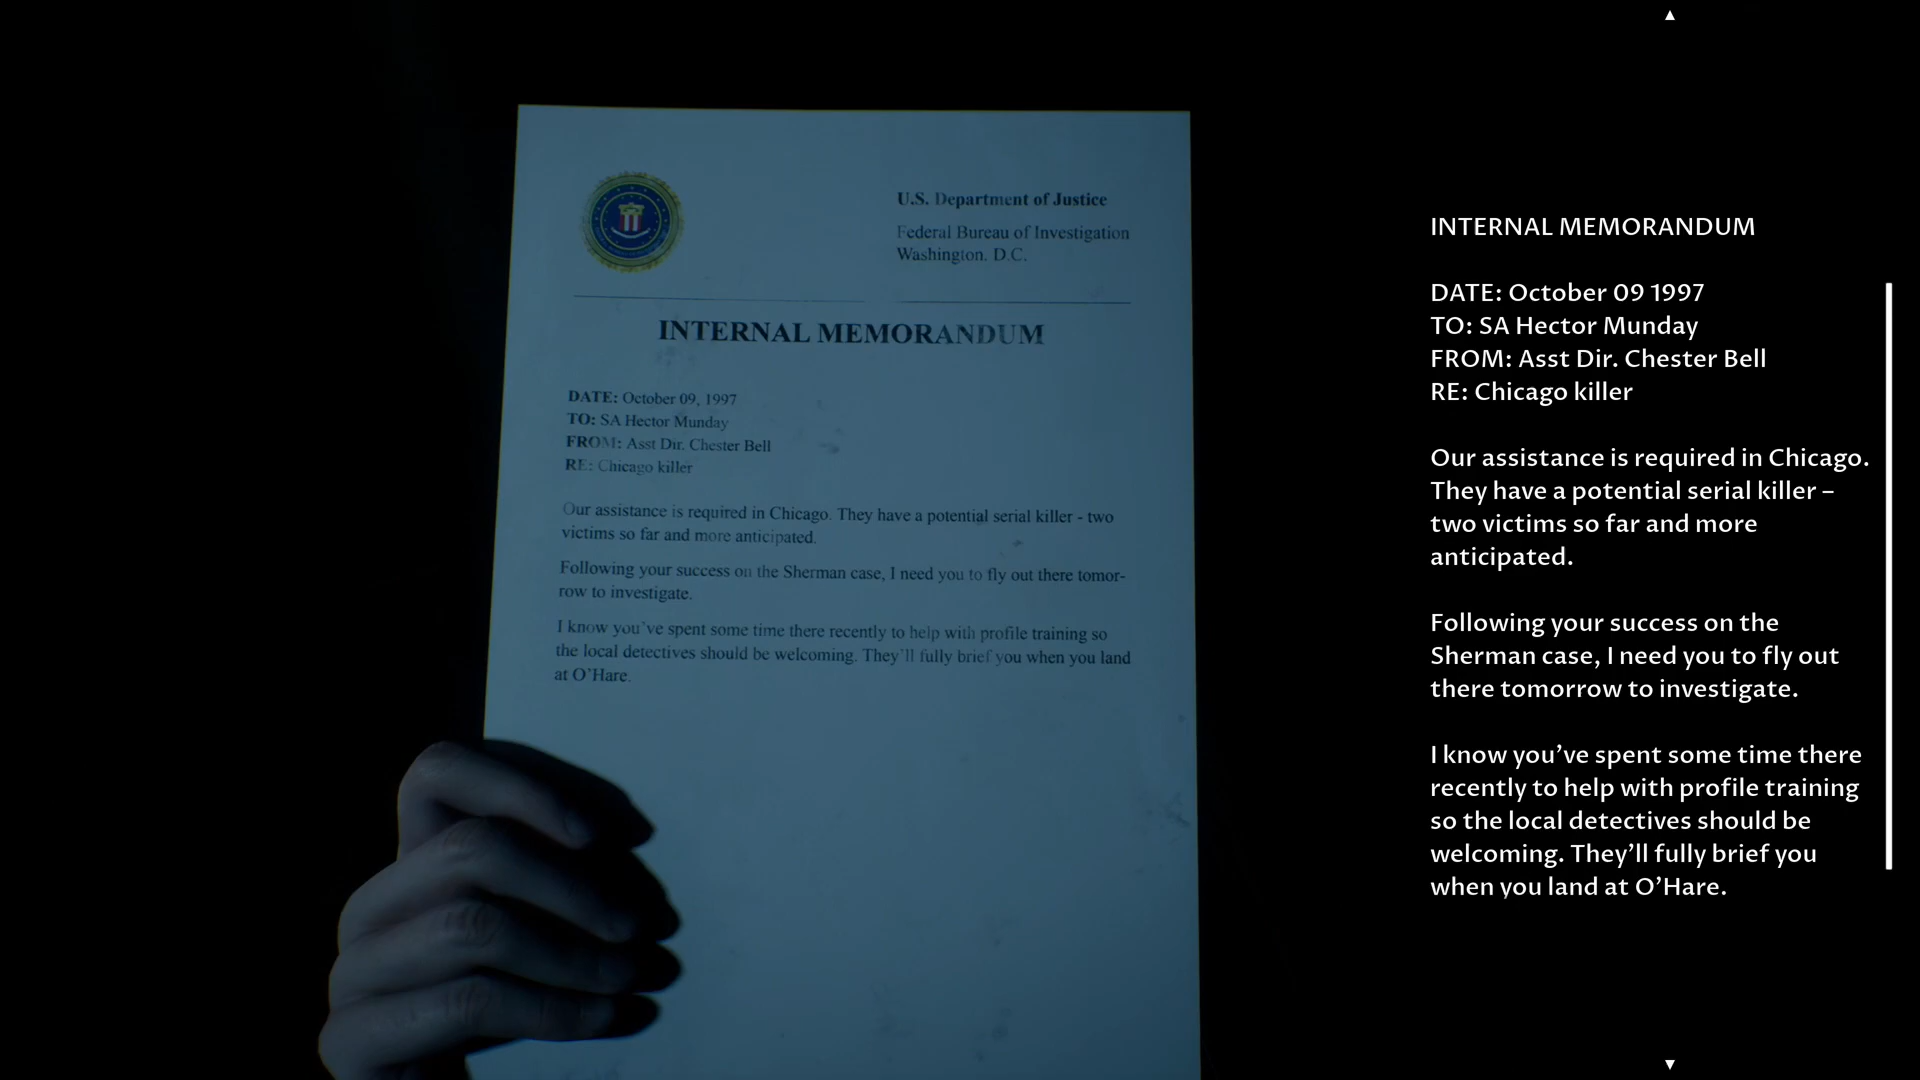 U.S. Department of Justice
Federal Bureau of Investigation
Washington, D.C.
INTERNAL MEMORANDUM
DATE: October 09, 1997
TO: SA Hector Munday
FROM: Asst Dir. Chester Bell
RE: Chicago killer
Our assistance is required in Chicago. They have a potential serial killer - two
victims so far and more anticipated.
Following your success on the Sherman case, I need you to fly out there tomor-
row to investigate.
I know you've spent some time there recently to help with profile training so
the local detectives should be welcoming. They'll fully brief you when you land
at O'Hare.
INTERNAL MEMORANDUM
DATE: October 09 1997
TO: SA Hector Munday
FROM: Asst Dir. Chester Bell
RE: Chicago killer
Our assistance is required in Chicago.
They have a potential serial killer –
two victims so far and more
anticipated.
Following your success on the
Sherman case, I need you to fly out
there tomorrow to investigate.
I know you've spent some time there
recently to help with profile training
so the local detectives should be
welcoming. They'll fully brief you
when you land at O'Hare.